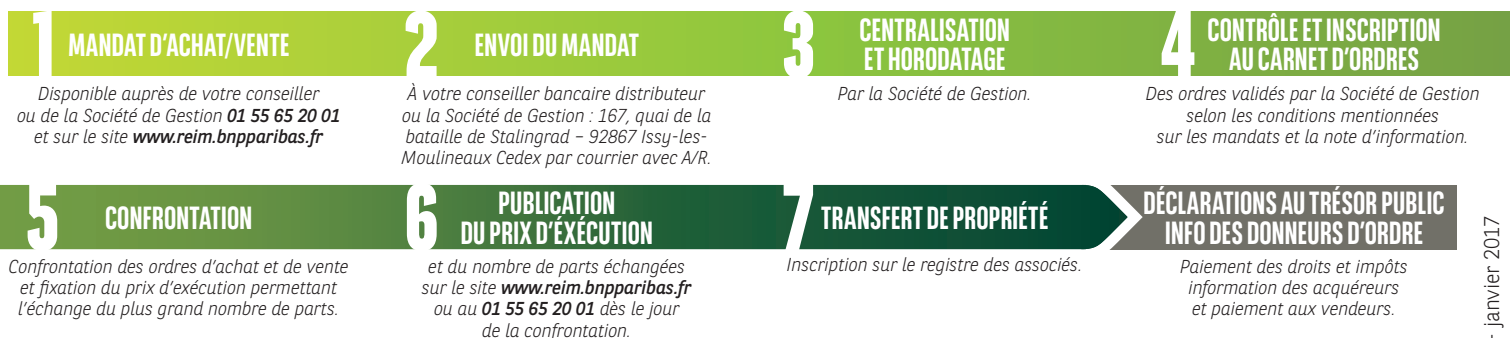 1 MANDAT D'ACHAT/VENTE
Disponible auprès de votre conseiller
ou de la Société de Gestion 01 55 65 20 01
et sur le site www.reim.bnpparibas.fr
2 ENVOI DU MANDAT
À votre conseiller bancaire distributeur
ou la Société de Gestion : 167, quai de la
bataille de Stalingrad – 92867 Issy-les-
Moulineaux Cedex par courrier avec A/R.
3 CENTRALISATION
ET HORODATAGE
Par la Société de Gestion.
4 CONTRÔLE ET INSCRIPTION
AU CARNET D'ORDRES
Des ordres validés par la Société de Gestion
selon les conditions mentionnées
sur les mandats et la note d'information.
5 CONFRONTATION
Confrontation des ordres d'achat et de vente
et fixation du prix d'exécution permettant
l'échange du plus grand nombre de parts.
6 PUBLICATION
DU PRIX D'ÉXÉCUTION
et du nombre de parts échangées
sur le site www.reim.bnpparibas.fr
ou au 01 55 65 20 01 dès le jour
de la confrontation.
7 TRANSFERT DE PROPRIÉTÉ
Inscription sur le registre des associés.
DÉCLARATIONS AU TRÉSOR PUBLIC
INFO DES DONNEURS D'ORDRE
Paiement des droits et impôts
information des acquéreurs
et paiement aux vendeurs.
- janvier 2017